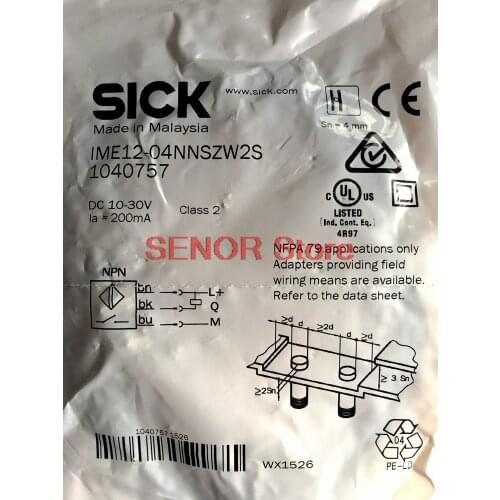 SICK
www.sick.com
H
CE
Made in Malaysia
Sn = 4 mm
IME12-04NNSZW2S
1040757
DC 10-30V
Ia = 200mA
Class 2
C UL US
LISTED
(Ind. Cont. Eq.)
4R97
SENOR Store
NFPA 79 applications only
Adapters providing field
wiring means are available.
Refer to the data sheet.
NPN
bn L+
bk Q
bu M
≥d d ≥2d d ≥d
≥2Sn
≥ 3 Sn
1040757 1526
WX1526
04
PE-LD